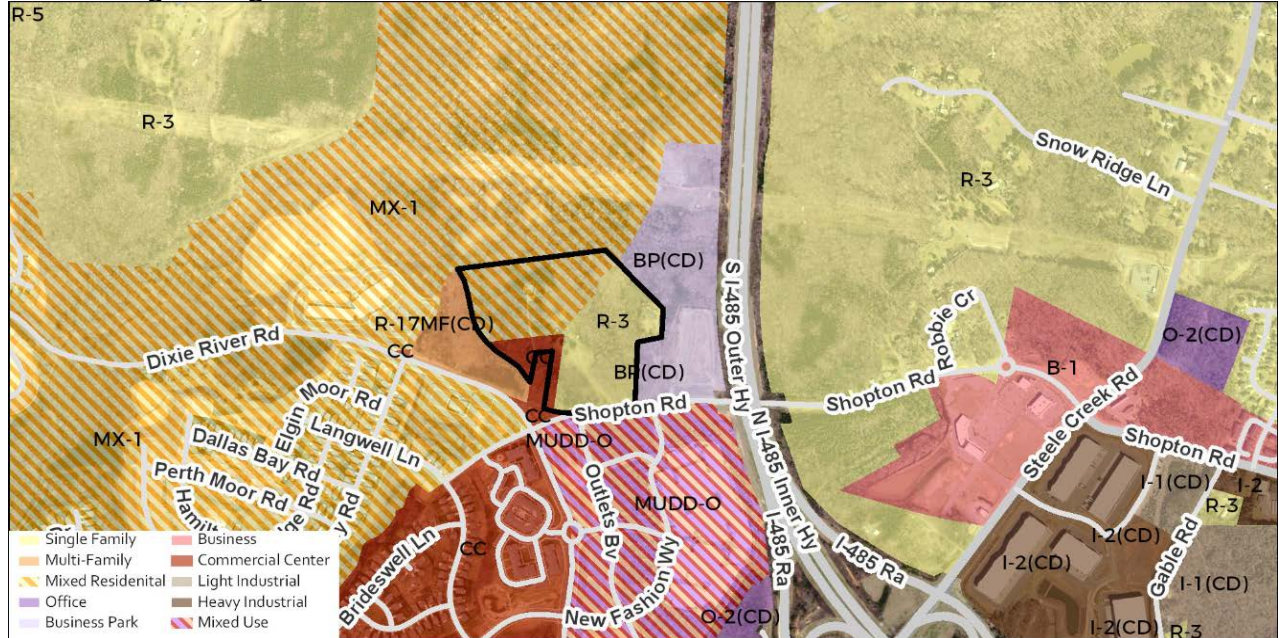 R-5
R-3
MX-1
R-3
Snow Ridge Ln
BP(CD)
S I-485 Outer Hy
R-3
R-17MF(CD)
CC
CC
Dixie River Rd
BP(CD)
Robbie Cr
O-2(CD)
B-1
Shopton Rd
Steele Creek Rd
Shopton Rd
CC
Shopton Rd
MUDD-O
Elgin Moor Rd
Langwell Ln
Dallas Bay Rd
MX-1
Perth Moor Rd
Outlets Bv
MUDD-O
N I-485 Inner Hy
I-1(CD)
R-3
I-2
I-2(CD)
Gable Rd
I-485 Ra
I-485 Ra
CC
Brideswell Ln
New Fashion Wy
O-2(CD)
I-2(CD)
I-1(CD)
I-2(CD)
R-3
Single Family
Multi-Family
Mixed Residental
Office
Business Park
Business
Commercial Center
Light Industrial
Heavy Industrial
Mixed Use